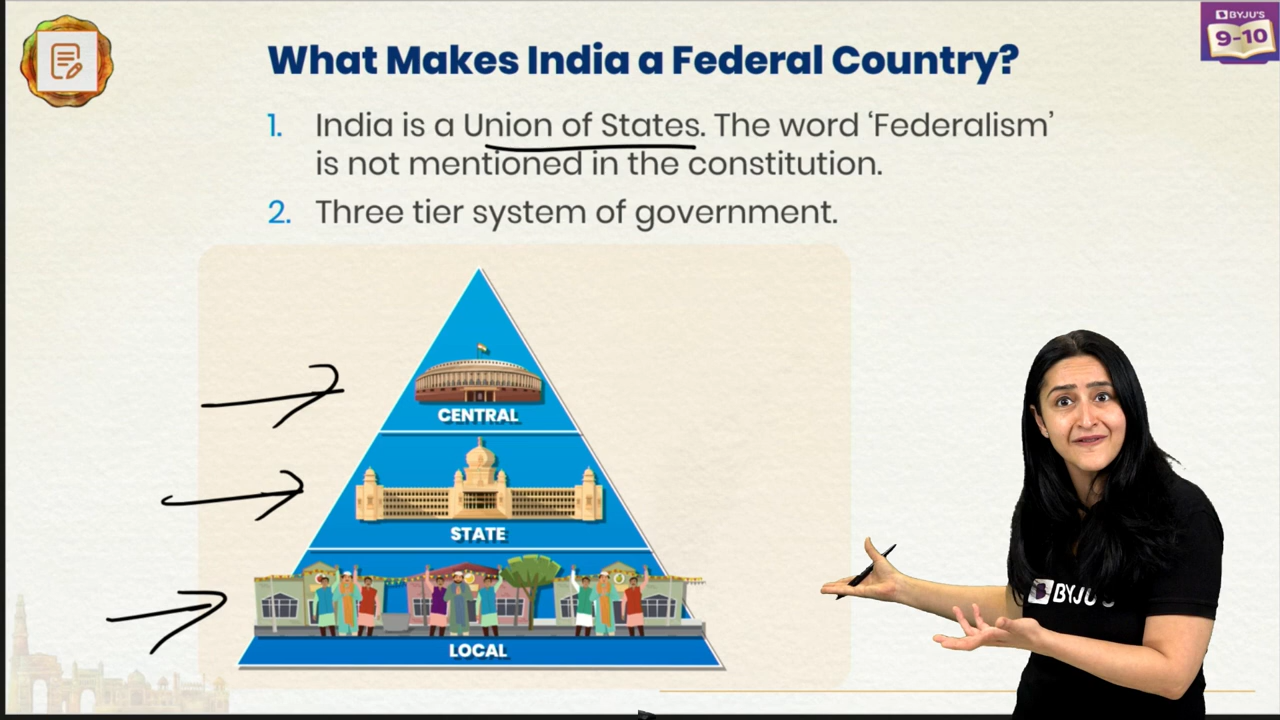 BYJU'S
9-10
What Makes India a Federal Country?
1. India is a Union of States. The word ‘Federalism’
is not mentioned in the constitution.
2. Three tier system of government.
CENTRAL
STATE
LOCAL
BYJU'S